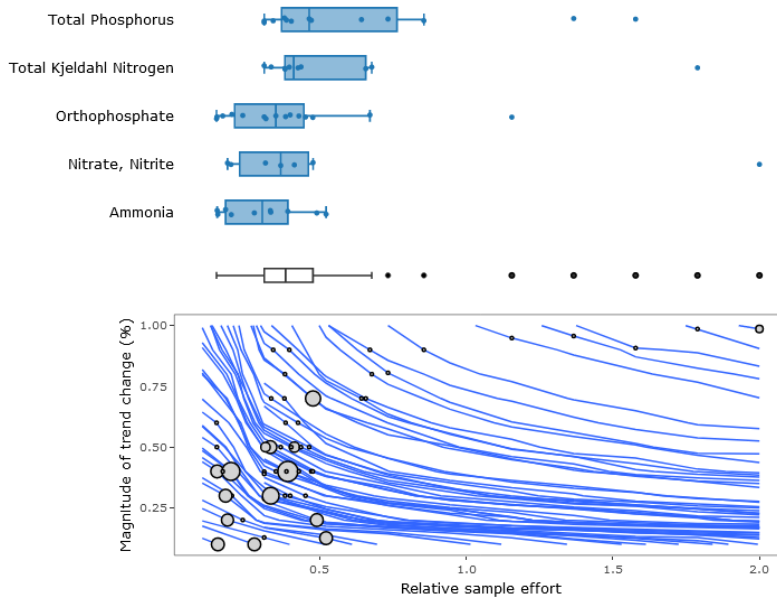 Total Phosphorus
Total Kjeldahl Nitrogen
Orthophosphate
Nitrate, Nitrite
Ammonia
Magnitude of trend change (%)
1.00
0.75
0.50
0.25
0.5
1.0
1.5
2.0
Relative sample effort